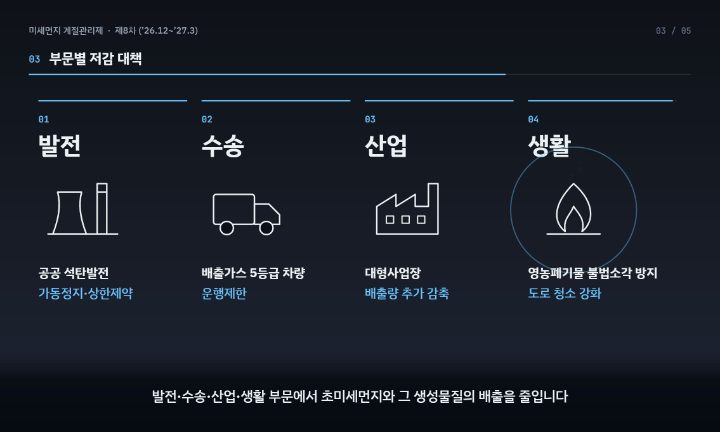 미세먼지 계절관리제 · 제8차 ('26.12~'27.3)
03 / 05
03 부문별 저감 대책
01
발전
공공 석탄발전
가동정지·상한제약
02
수송
배출가스 5등급 차량
운행제한
03
산업
대형사업장
배출량 추가 감축
04
생활
영농폐기물 불법소각 방지
도로 청소 강화
발전·수송·산업·생활 부문에서 초미세먼지와 그 생성물질의 배출을 줄입니다